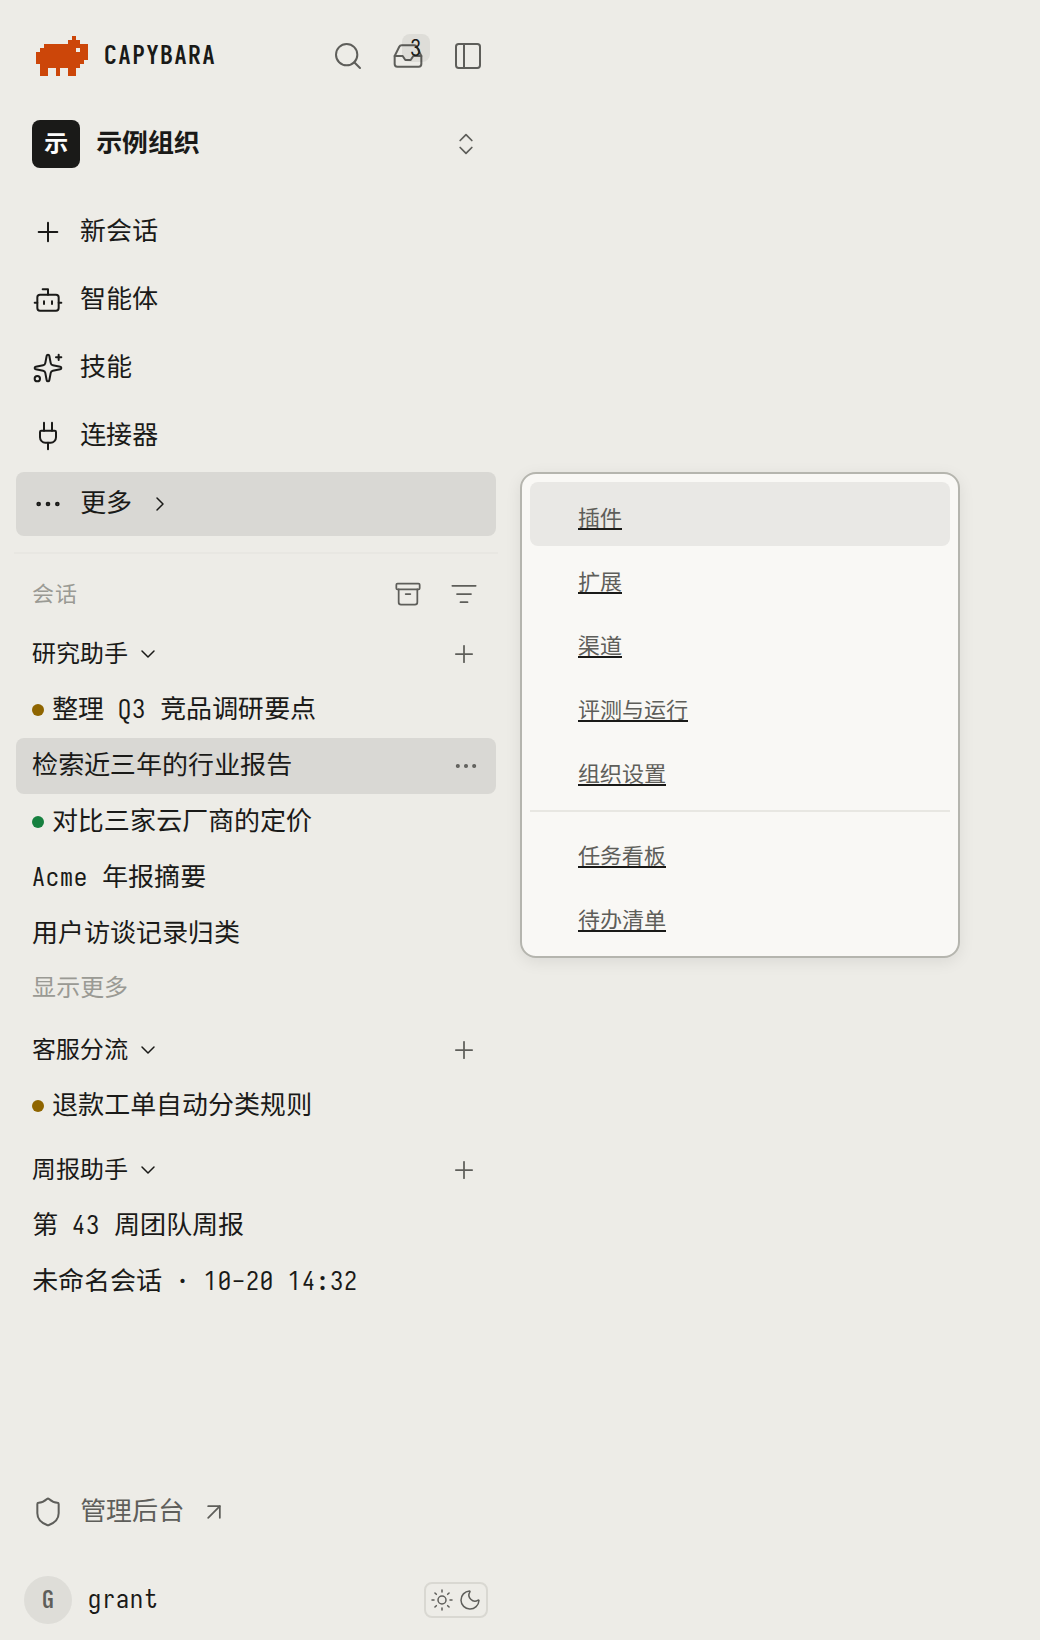 CAPYBARA
3
示 示例组织
新会话
智能体
技能
连接器
更多
插件
扩展
渠道
评测与运行
组织设置
任务看板
待办清单
会话
研究助手
整理 Q3 竞品调研要点
检索近三年的行业报告
对比三家云厂商的定价
Acme 年报摘要
用户访谈记录归类
显示更多
客服分流
退款工单自动分类规则
周报助手
第 43 周团队周报
未命名会话 · 10-20 14:32
管理后台
G grant